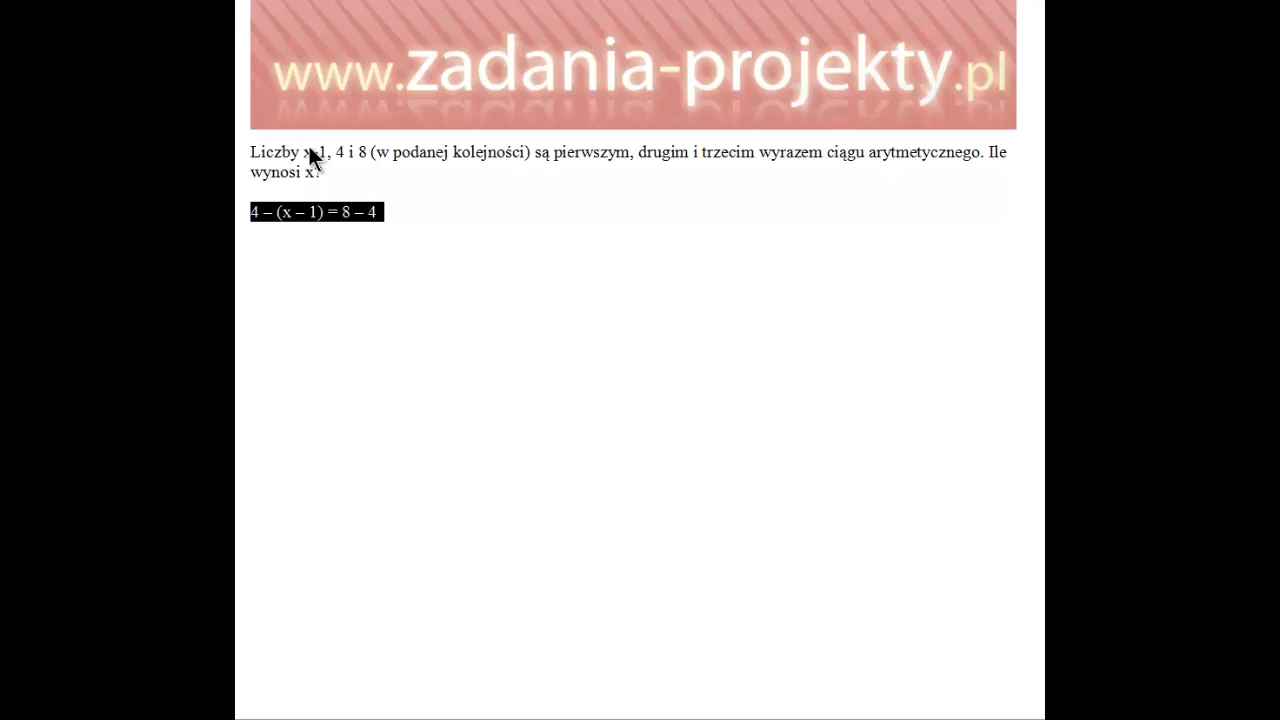 www.zadania-projekty.pl
Liczby x-1, 4 i 8 (w podanej kolejności) są pierwszym, drugim i trzecim wyrazem ciągu arytmetycznego. Ile
wynosi x?
4 – (x – 1) = 8 – 4